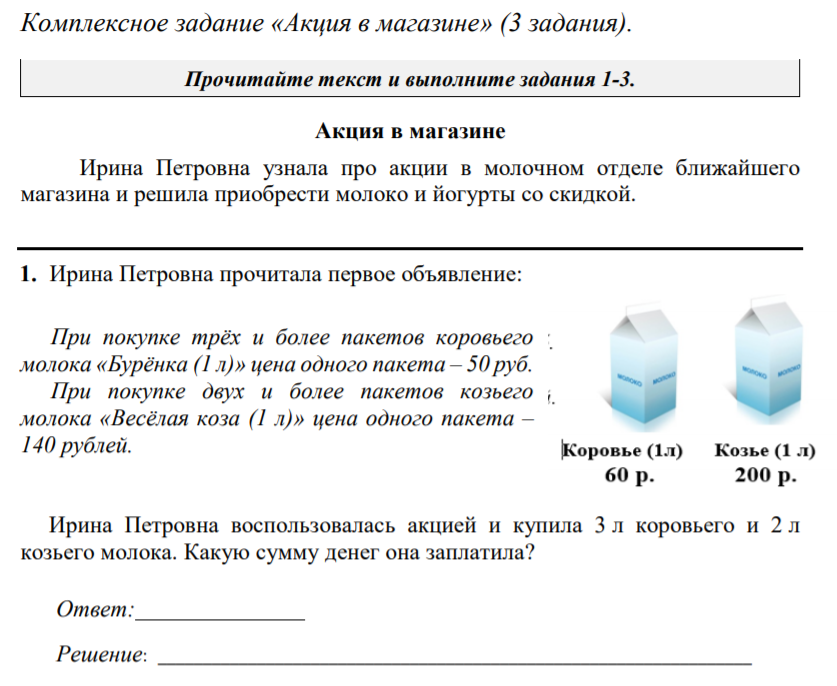 Комплексное задание «Акция в магазине» (3 задания).
Прочитайте текст и выполните задания 1-3.
Акция в магазине
Ирина Петровна узнала про акции в молочном отделе ближайшего
магазина и решила приобрести молоко и йогурты со скидкой.
1. Ирина Петровна прочитала первое объявление:
При покупке трёх и более пакетов коровьего
молока «Бурёнка (1 л)» цена одного пакета – 50 руб.
При покупке двух и более пакетов козьего
молока «Весёлая коза (1 л)» цена одного пакета –
140 рублей.
молоко молоко
молоко молоко
Коровье (1л)
60 р.
Козье (1 л)
200 р.
Ирина Петровна воспользовалась акцией и купила 3 л коровьего и 2 л
козьего молока. Какую сумму денег она заплатила?
Ответ:
Решение: